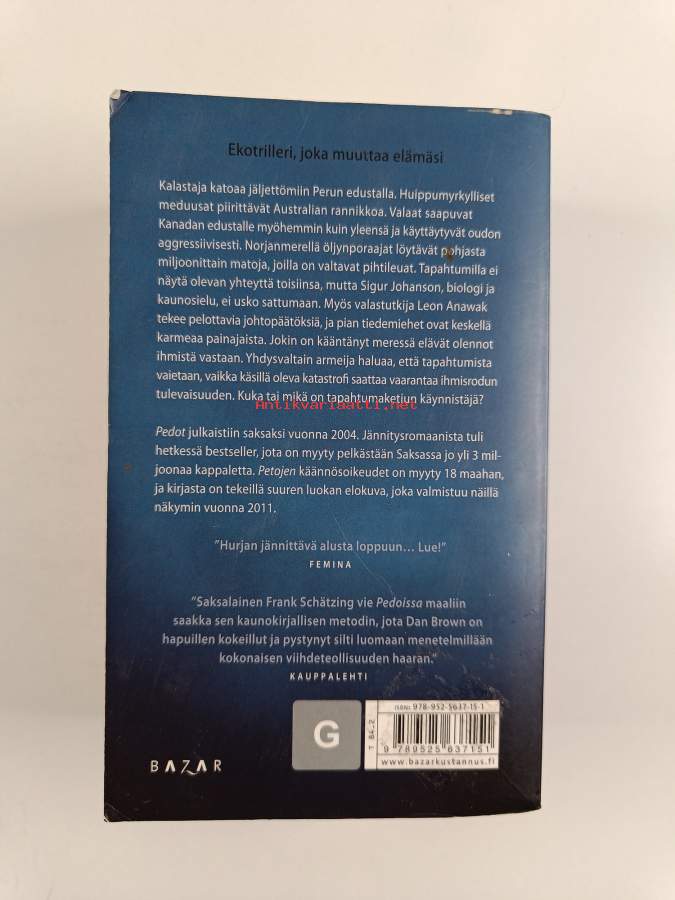 Ekotrilleri, joka muuttaa elämäsi
Kalastaja katoaa jäljettömiin Perun edustalla. Huippumyrkylliset
meduusat piirittävät Australian rannikkoa. Valaat saapuvat
Kanadan edustalle myöhemmin kuin yleensä ja käyttäytyvät oudon
aggressiivisesti. Norjanmerellä öljynporaajat löytävät pohjasta
miljoonittain matoja, joilla on valtavat pihtileuat. Tapahtumilla ei
näytä olevan yhteyttä toisiinsa, mutta Sigur Johanson, biologi ja
kaunosielu, ei usko sattumaan. Myös valastutkija Leon Anawak
tekee pelottavia johtopäätöksiä, ja pian tiedemiehet ovat keskellä
karmeaa painajaista. Jokin on kääntänyt meressä elävät olennot
ihmistä vastaan. Yhdysvaltain armeija haluaa, että tapahtumista
vaietaan, vaikka käsillä oleva katastrofi saattaa vaarantaa ihmisrodun
tulevaisuuden. Kuka tai mikä on tapahtumaketjun käynnistäjä?
Antikvariaatti.net
Pedot julkaistiin saksaksi vuonna 2004. Jännitysromaanista tuli
hetkessä bestseller, jota on myyty pelkästään Saksassa jo yli 3 mil-
joonaa kappaletta. Petojen käännösoikeudet on myyty 18 maahan,
ja kirjasta on tekeillä suuren luokan elokuva, joka valmistuu näillä
näkymin vuonna 2011.
”Hurjan jännittävä alusta loppuun... Lue!”
FEMINA
”Saksalainen Frank Schätzing vie Pedoissa maaliin
saakka sen kaunokirjallisen metodin, jota Dan Brown on
hapuillen kokeillut ja pystynyt silti luomaan menetelmillään
kokonaisen viihdeteollisuuden haaran.”
KAUPPALEHTI
G
T 84.2
ISBN: 978-952-5637-15-1
9 789525 637151
www.bazarkustannus.fi
BAZAR